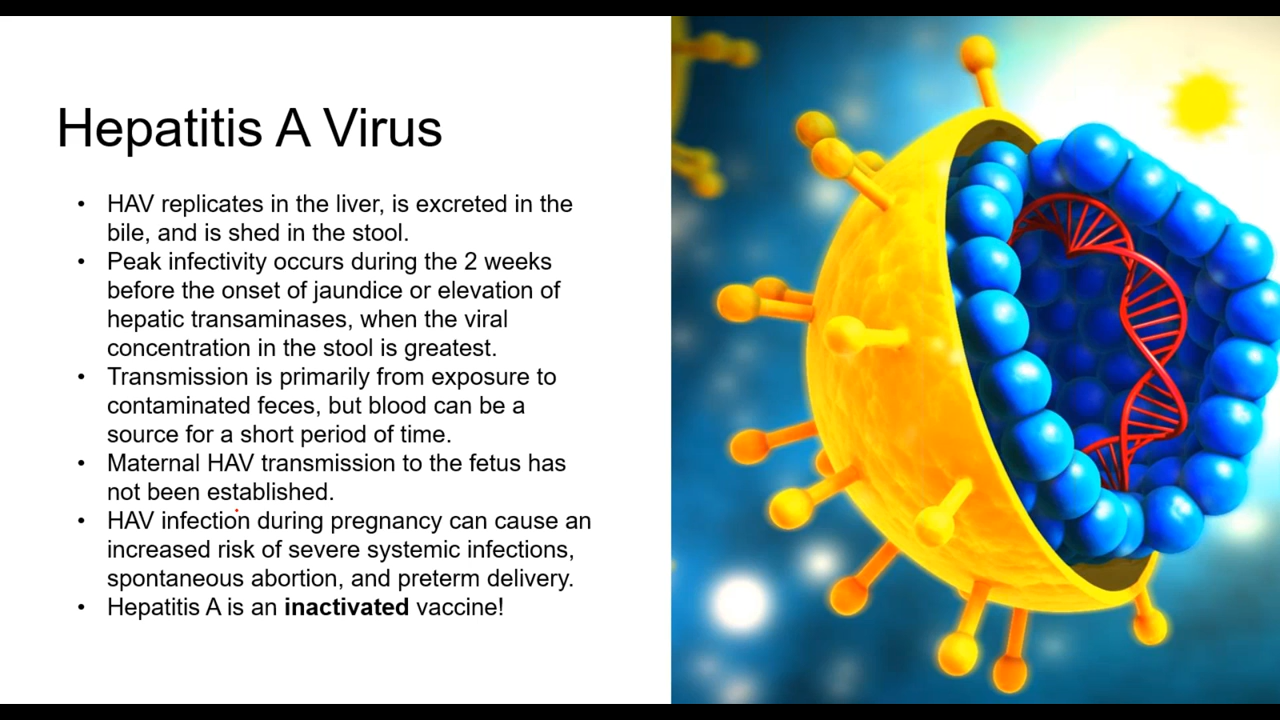 Hepatitis A Virus
• HAV replicates in the liver, is excreted in the
bile, and is shed in the stool.
• Peak infectivity occurs during the 2 weeks
before the onset of jaundice or elevation of
hepatic transaminases, when the viral
concentration in the stool is greatest.
• Transmission is primarily from exposure to
contaminated feces, but blood can be a
source for a short period of time.
• Maternal HAV transmission to the fetus has
not been established.
• HAV infection during pregnancy can cause an
increased risk of severe systemic infections,
spontaneous abortion, and preterm delivery.
• Hepatitis A is an inactivated vaccine!